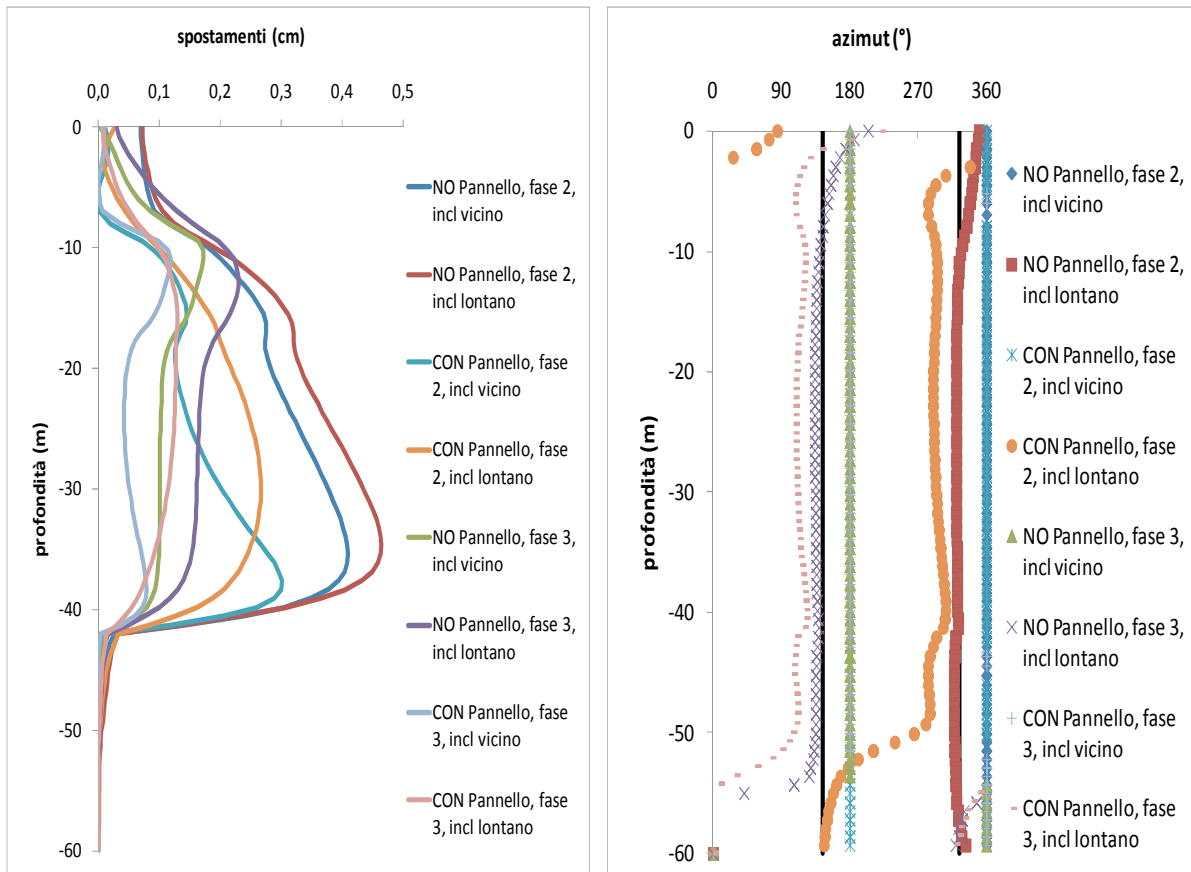 spostamenti (cm)
0,0 0,1 0,2 0,3 0,4 0,5
0
-10
-20
-30
-40
-50
-60
profondità (m)
NO Pannello, fase 2,
incl vicino
NO Pannello, fase 2,
incl lontano
CON Pannello, fase
2, incl vicino
CON Pannello, fase
2, incl lontano
NO Pannello, fase 3,
incl vicino
NO Pannello, fase 3,
incl lontano
CON Pannello, fase
3, incl vicino
CON Pannello, fase
3, incl lontano
azimut (°)
0 90 180 270 360
0
-10
-20
-30
-40
-50
-60
profondità (m)
NO Pannello, fase 2,
incl vicino
NO Pannello, fase 2,
incl lontano
CON Pannello, fase
2, incl vicino
CON Pannello, fase
2, incl lontano
NO Pannello, fase 3,
incl vicino
NO Pannello, fase 3,
incl lontano
CON Pannello, fase
3, incl vicino
CON Pannello, fase
3, incl lontano